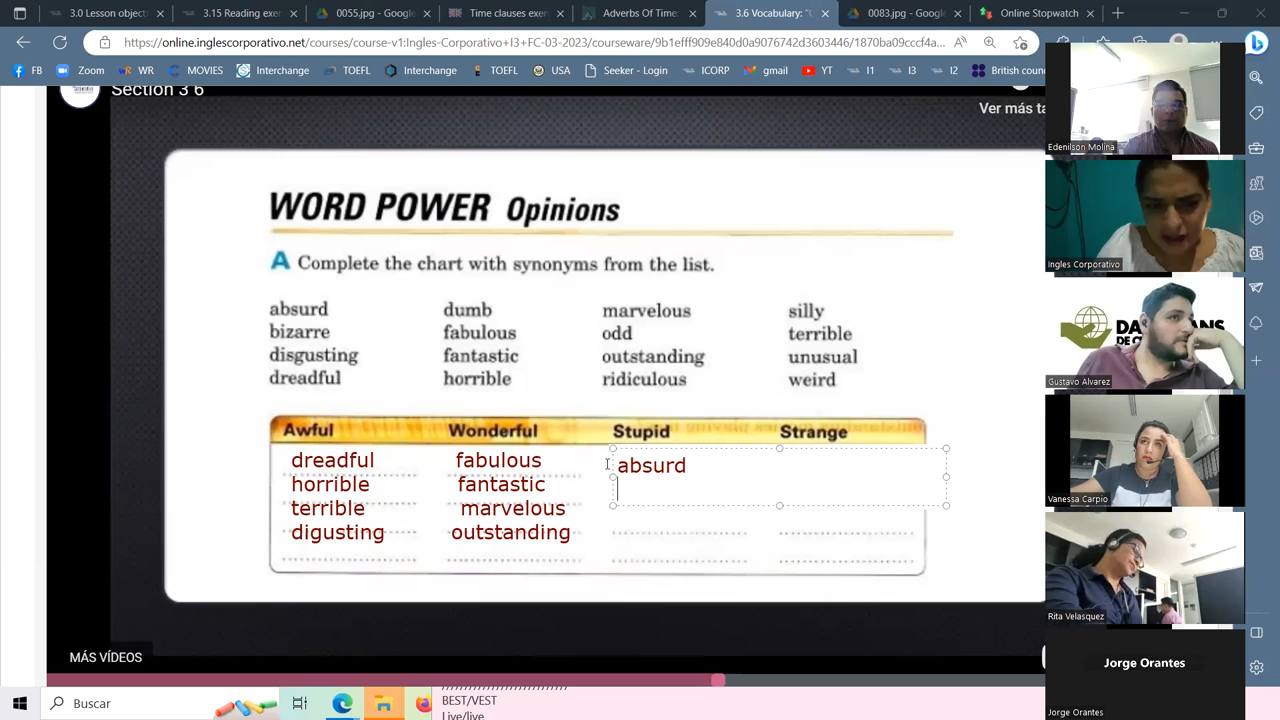 3.0 Lesson objecti
3.15 Reading exer
0055.jpg - Google
Time clauses exer
Adverbs Of Time:
3.6 Vocabulary: "O
0083.jpg - Google
Online Stopwatch
https://online.inglescorporativo.net/courses/course-v1:Ingles-Corporativo+I3+FC-03-2023/courseware/9b1efff909e840d0a9076742d3603446/1870ba09cccf4a...
FB
Zoom
WR
MOVIES
Interchange
TOEFL
Interchange
TOEFL
USA
Seeker - Login
ICORP
gmail
YT
I1
I3
I2
British coun
Section 3 6
Ver más ta
WORD POWER Opinions
A Complete the chart with synonyms from the list.
absurd dumb marvelous silly
bizarre fabulous odd terrible
disgusting fantastic outstanding unusual
dreadful horrible ridiculous weird
Awful Wonderful Stupid Strange
dreadful fabulous absurd
horrible fantastic
terrible marvelous
digusting outstanding
MÁS VÍDEOS
Edenilson Molina
Ingles Corporativo
Gustavo Alvarez
Vanessa Carpio
Rita Velasquez
Jorge Orantes
Jorge Orantes
Buscar
BEST/VEST
Live/live